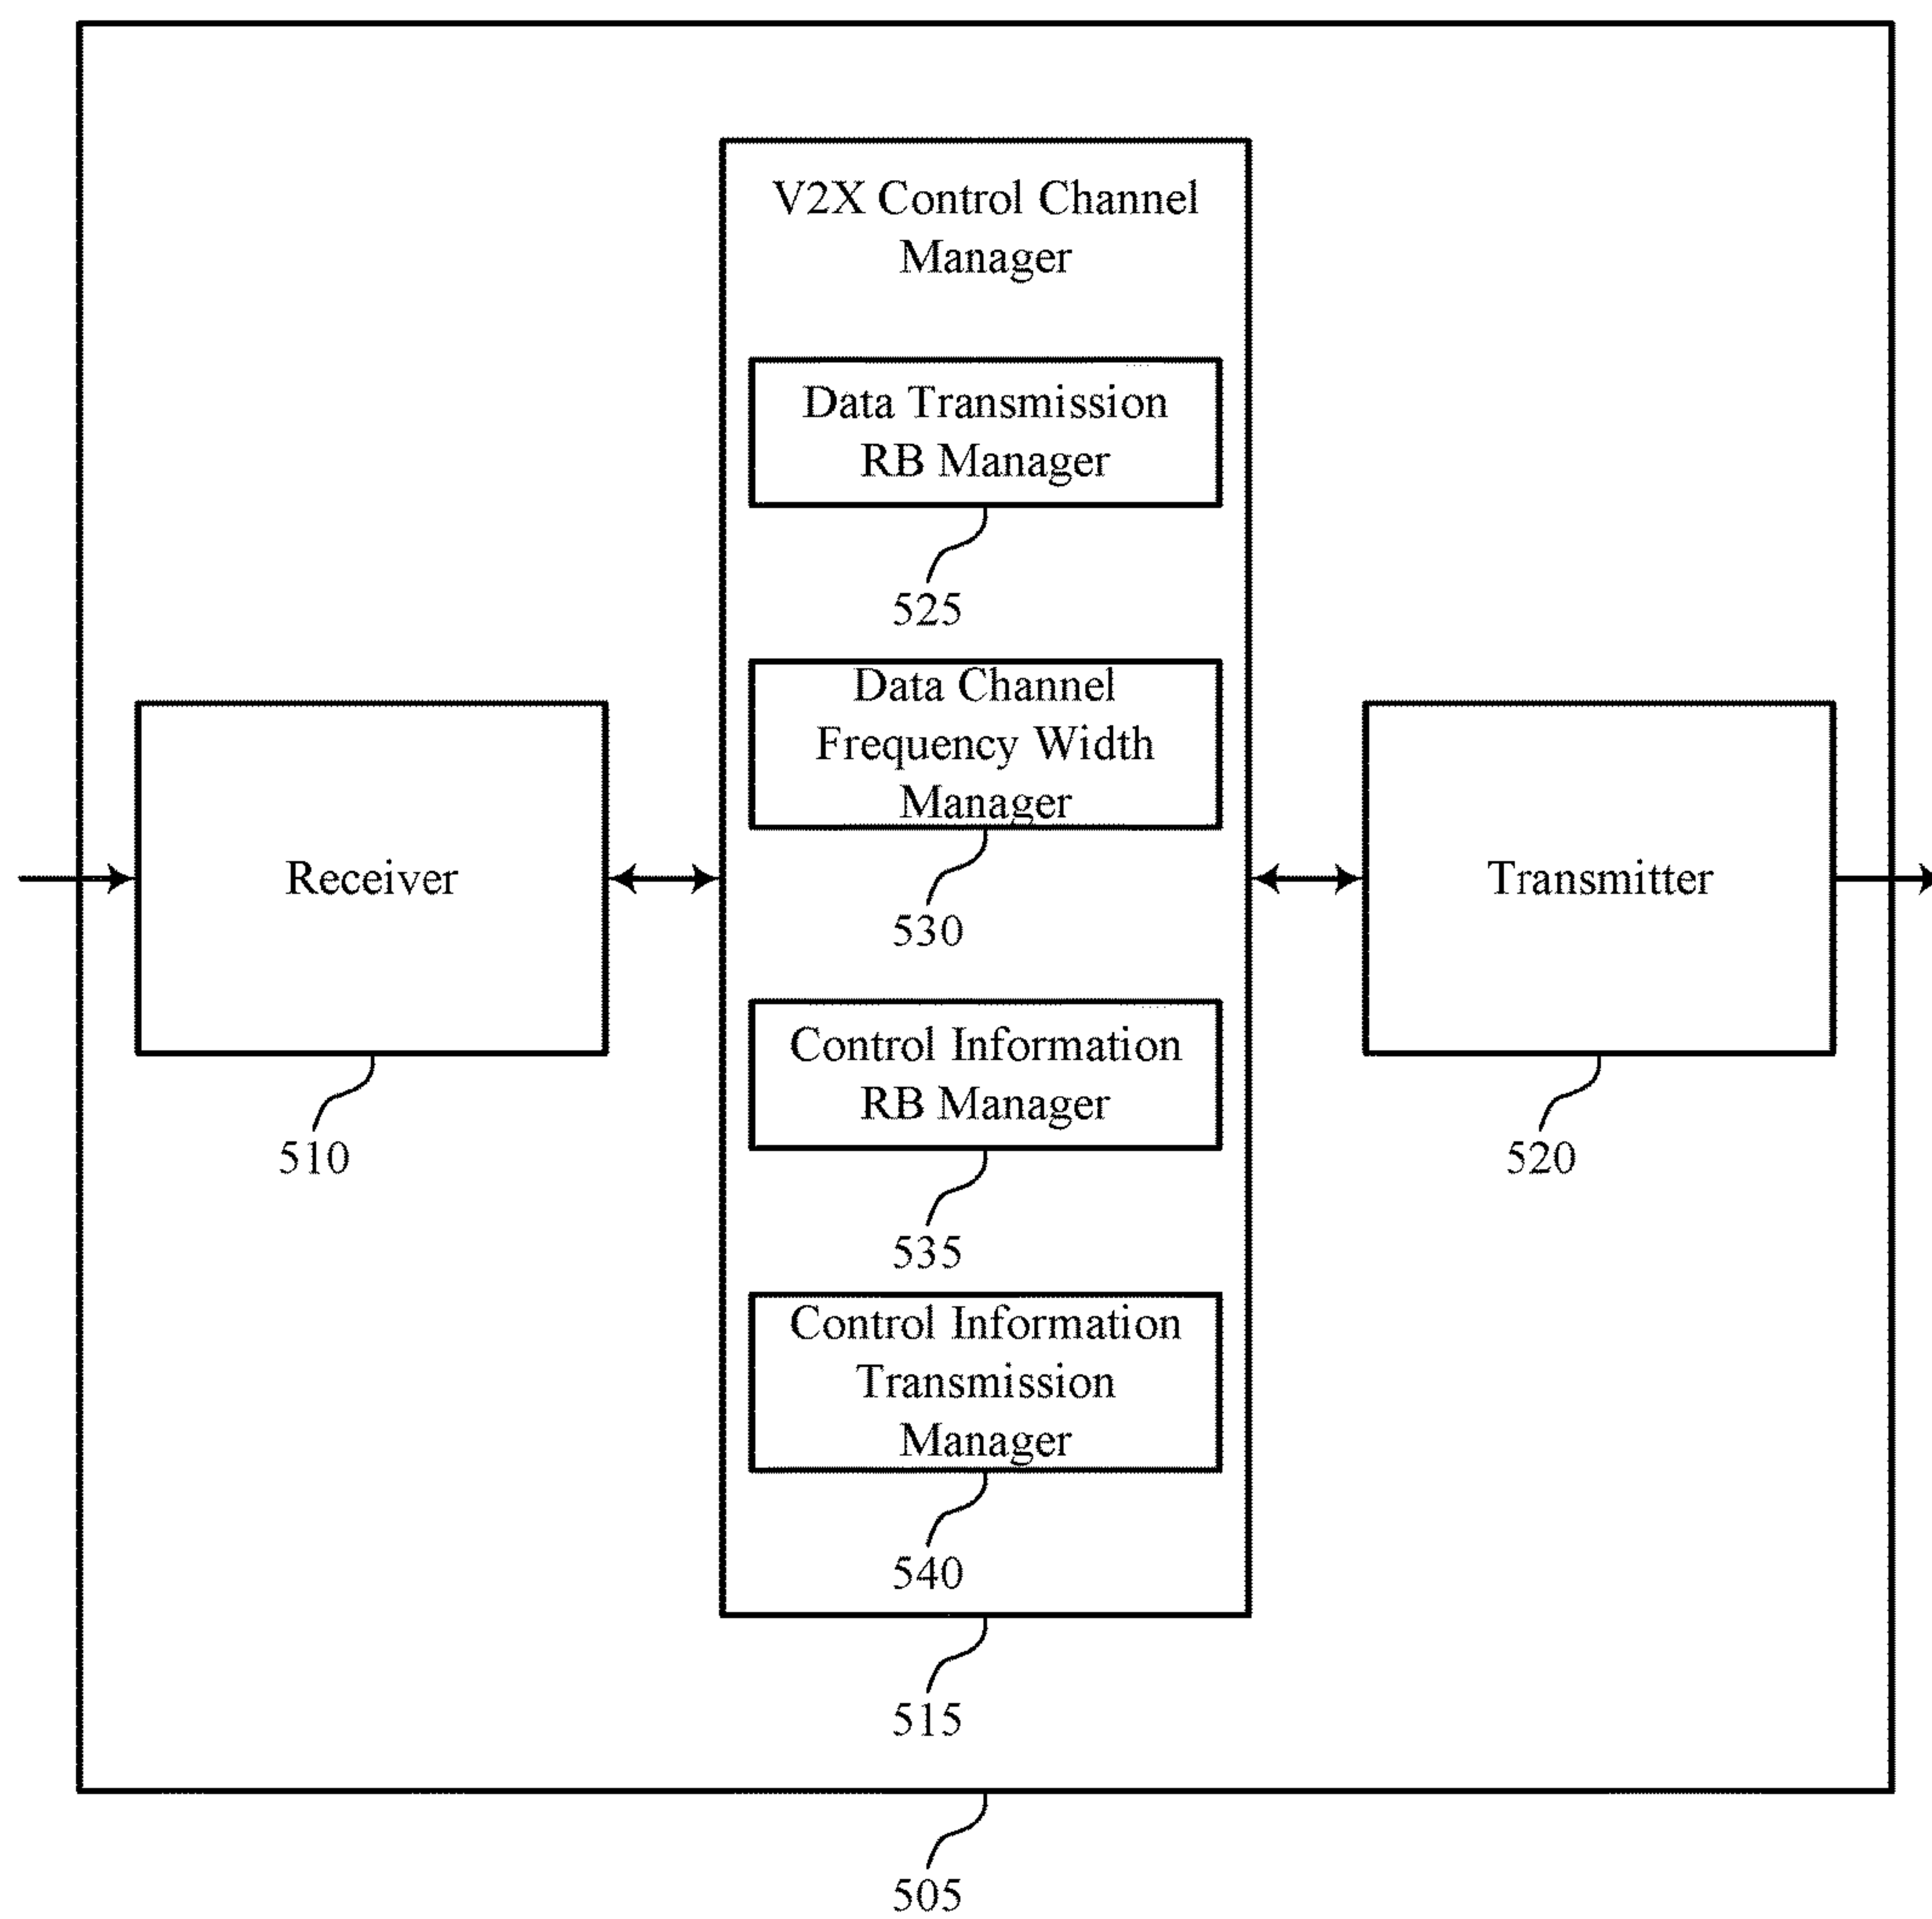 V2X Control Channel
Manager
Data Transmission
RB Manager
525
Data Channel
Frequency Width
Manager
530
Receiver
510
Transmitter
520
Control Information
RB Manager
535
Control Information
Transmission
Manager
540
515
505